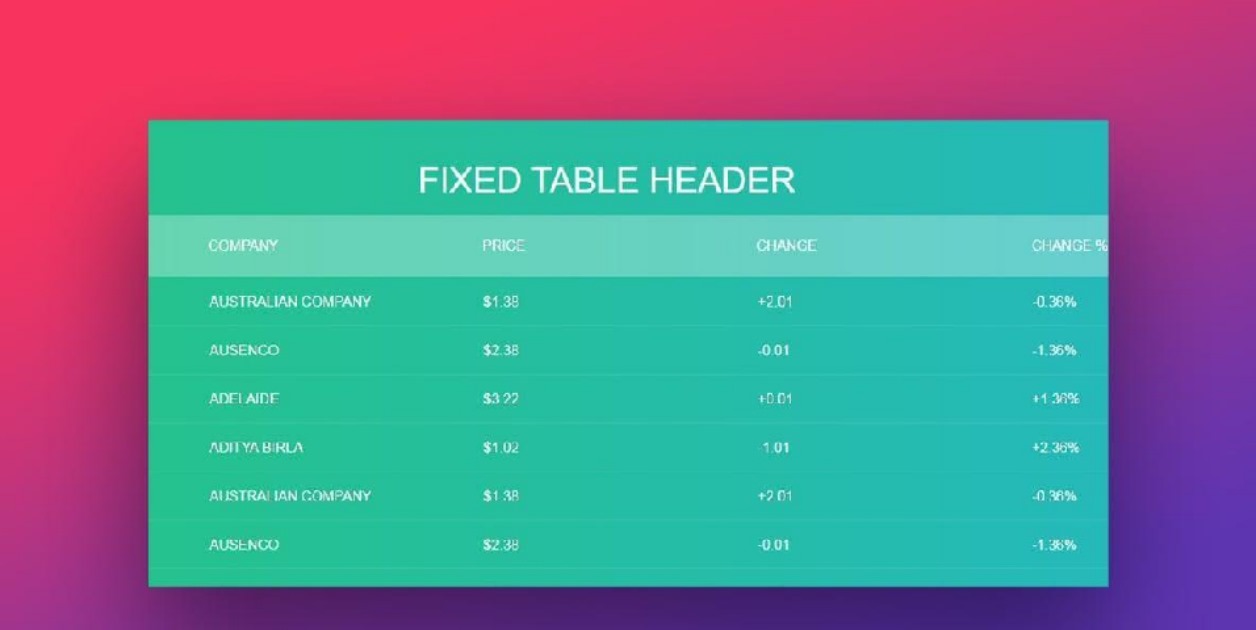 FIXED TABLE HEADER
COMPANY PRICE CHANGE CHANGE %
AUSTRALIAN COMPANY $1.38 +2.01 -0.36%
AUSENCO $2.38 -0.01 -1.36%
ADELAIDE $3.22 +0.01 +1.36%
ADITYA BIRLA $1.02 -1.01 +2.36%
AUSTRALIAN COMPANY $1.38 +2.01 -0.36%
AUSENCO $2.38 -0.01 -1.36%